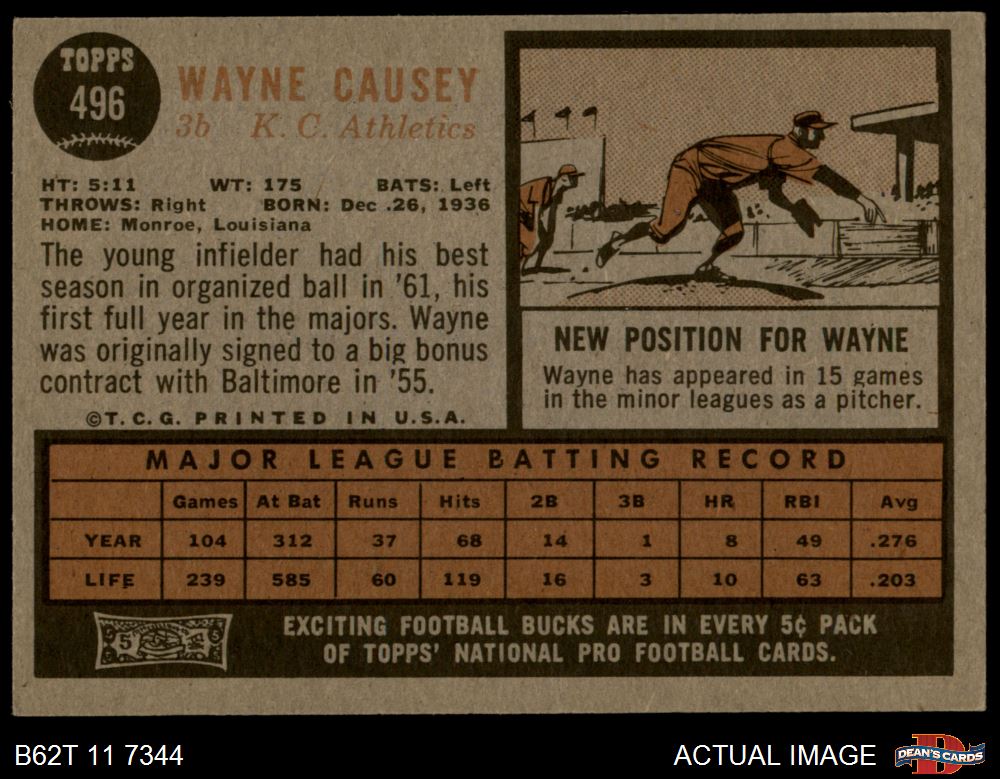 TOPPS
496
WAYNE CAUSEY
3b K. C. Athletics
HT: 5:11 WT: 175 BATS: Left
THROWS: Right BORN: Dec .26, 1936
HOME: Monroe, Louisiana
The young infielder had his best
season in organized ball in '61, his
first full year in the majors. Wayne
was originally signed to a big bonus
contract with Baltimore in '55.
©T. C. G. PRINTED IN U.S.A.
NEW POSITION FOR WAYNE
Wayne has appeared in 15 games
in the minor leagues as a pitcher.
MAJOR LEAGUE BATTING RECORD
Games At Bat Runs Hits 2B 3B HR RBI Avg
YEAR 104 312 37 68 14 1 8 49 .276
LIFE 239 585 60 119 16 3 10 63 .203
5 5 5
EXCITING FOOTBALL BUCKS ARE IN EVERY 5¢ PACK
OF TOPPS' NATIONAL PRO FOOTBALL CARDS.
B62T 11 7344
ACTUAL IMAGE
D
DEAN'S CARDS